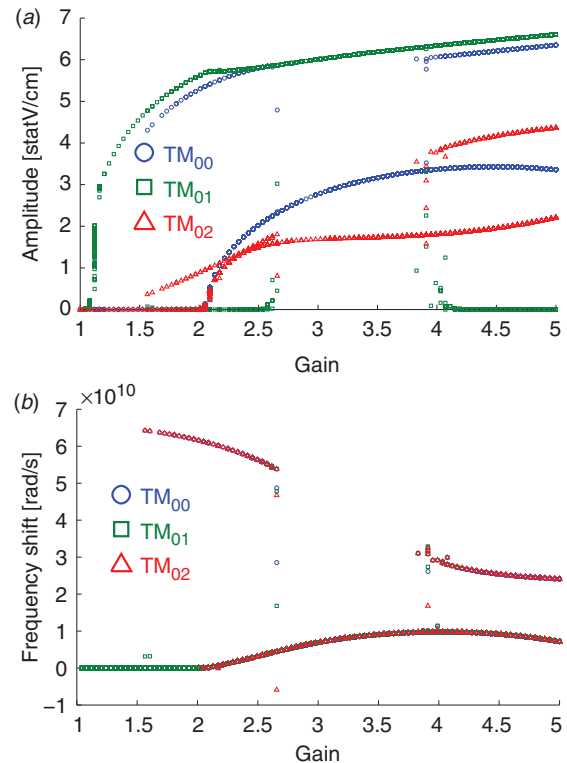 (a)
7
6
5
4
3
2
1
0
Amplitude [statV/cm]
TM00
TM01
TM02
1 1.5 2 2.5 3 3.5 4 4.5 5
Gain
(b)
×10^10
7
6
5
4
3
2
1
0
−1
Frequency shift [rad/s]
TM00
TM01
TM02
1 1.5 2 2.5 3 3.5 4 4.5 5
Gain